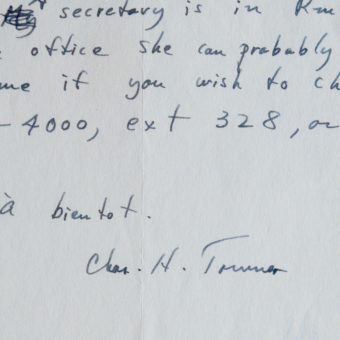 secretary is in Rm
office she can probably
me if you wish to ch
-4000, ext 328, or
à bientot.
Chas. H.